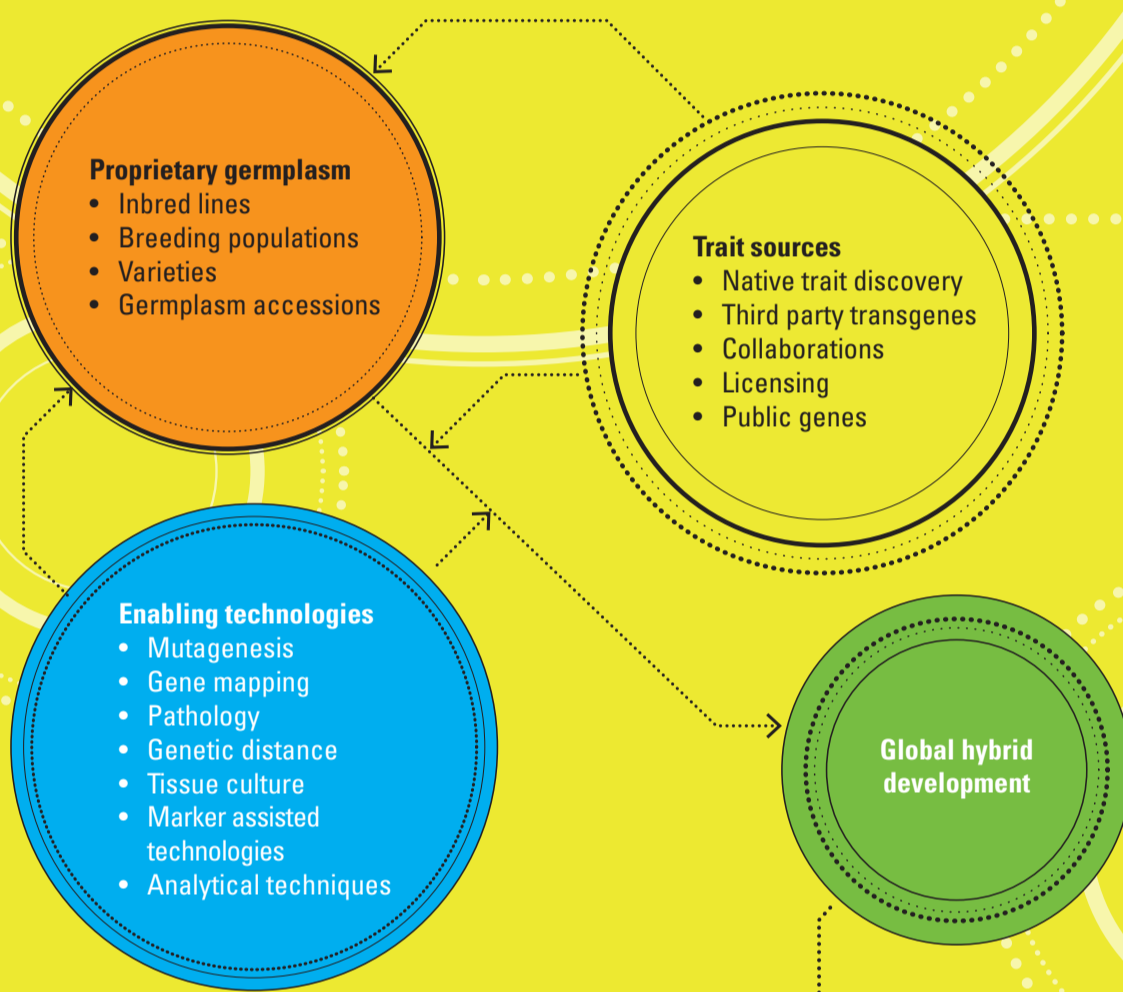 Proprietary germplasm
• Inbred lines
• Breeding populations
• Varieties
• Germplasm accessions
Trait sources
• Native trait discovery
• Third party transgenes
• Collaborations
• Licensing
• Public genes
Enabling technologies
• Mutagenesis
• Gene mapping
• Pathology
• Genetic distance
• Tissue culture
• Marker assisted
technologies
• Analytical techniques
Global hybrid
development